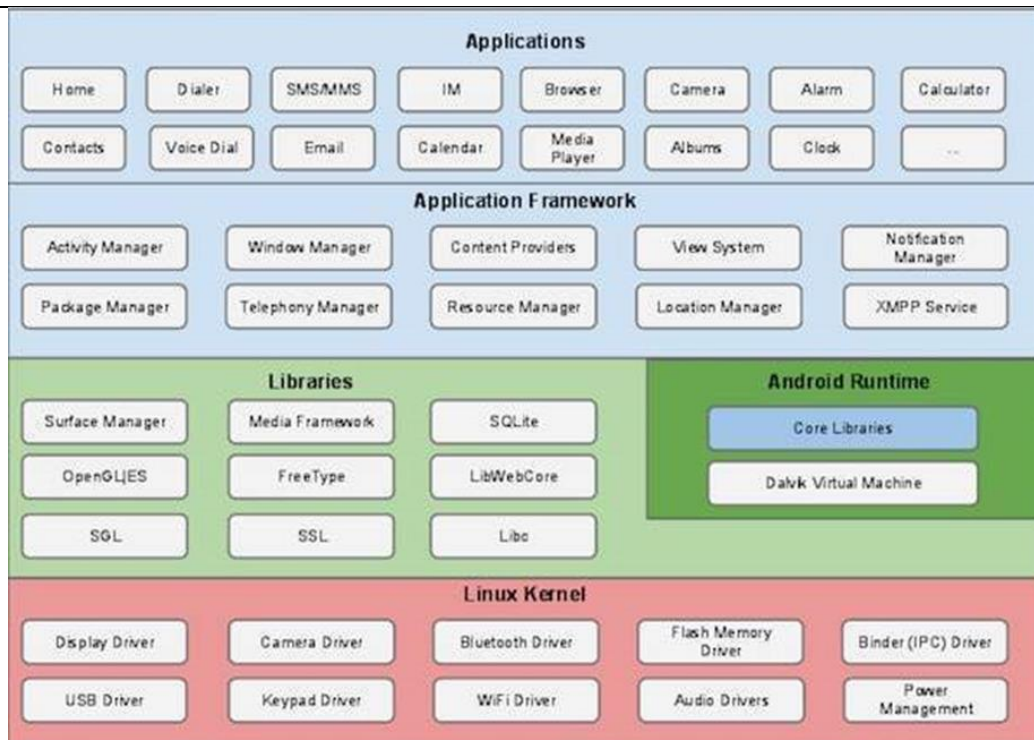 Applications
Home Dialer SMS/MMS IM Browser Camera Alarm Calculator
Contacts Voice Dial Email Calendar Media Player Albums Clock ...
Application Framework
Activity Manager Window Manager Content Providers View System Notification Manager
Package Manager Telephony Manager Resource Manager Location Manager XMPP Service
Libraries Android Runtime
Surface Manager Media Framework SQLite Core Libraries
OpenGL|ES FreeType LibWebCore Dalvik Virtual Machine
SGL SSL Libc
Linux Kernel
Display Driver Camera Driver Bluetooth Driver Flash Memory Driver Binder (IPC) Driver
USB Driver Keypad Driver WiFi Driver Audio Drivers Power Management